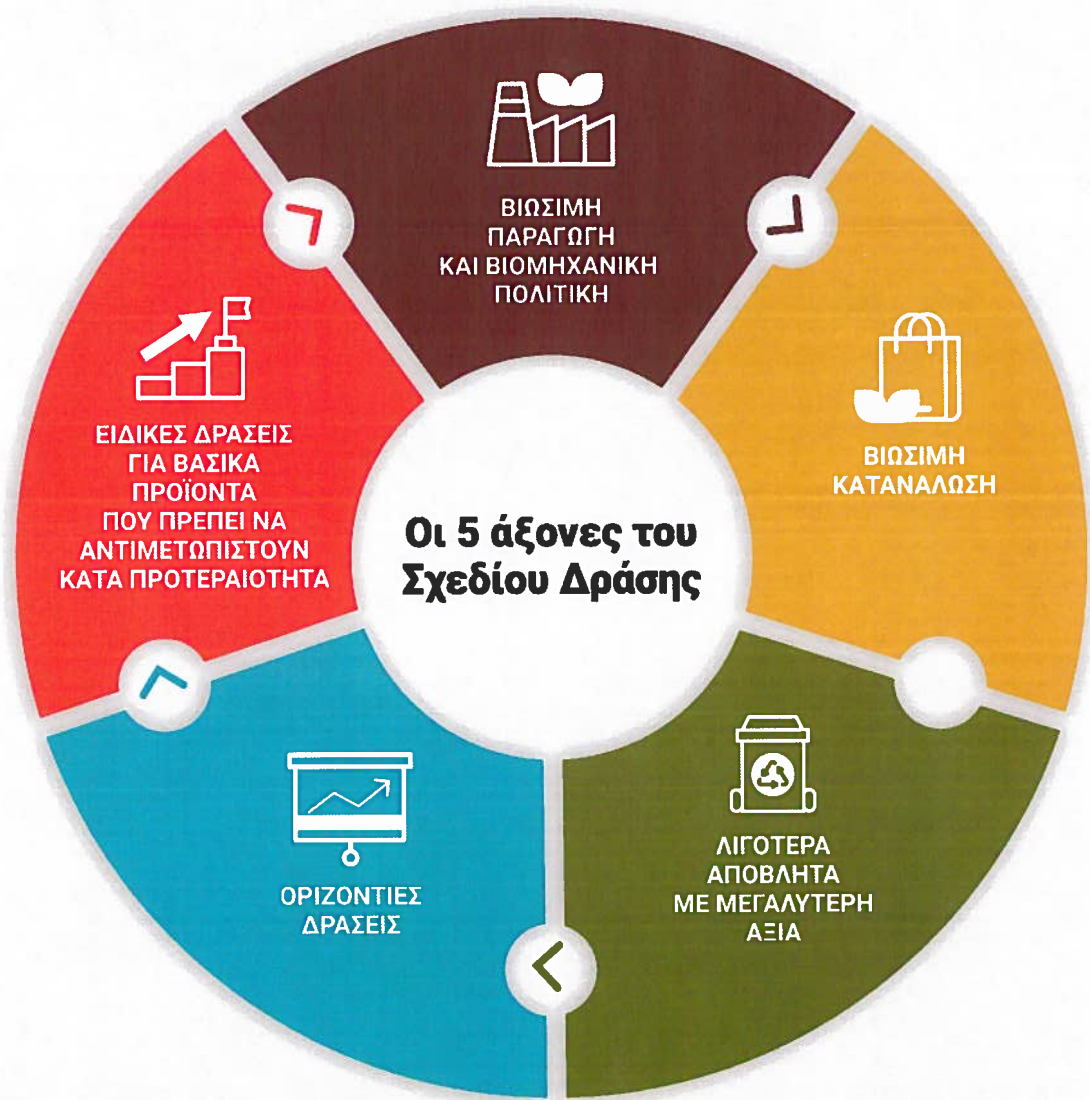 ΒΙΩΣΙΜΗ
ΠΑΡΑΓΩΓΗ
ΚΑΙ ΒΙΟΜΗΧΑΝΙΚΗ
ΠΟΛΙΤΙΚΗ
ΒΙΩΣΙΜΗ
ΚΑΤΑΝΑΛΩΣΗ
ΛΙΓΟΤΕΡΑ
ΑΠΟΒΛΗΤΑ
ΜΕ ΜΕΓΑΛΥΤΕΡΗ
ΑΞΙΑ
ΟΡΙΖΟΝΤΙΕΣ
ΔΡΑΣΕΙΣ
ΕΙΔΙΚΕΣ ΔΡΑΣΕΙΣ
ΓΙΑ ΒΑΣΙΚΑ
ΠΡΟΪΟΝΤΑ
ΠΟΥ ΠΡΕΠΕΙ ΝΑ
ΑΝΤΙΜΕΤΩΠΙΣΤΟΥΝ
ΚΑΤΑ ΠΡΟΤΕΡΑΙΟΤΗΤΑ
Οι 5 άξονες του
Σχεδίου Δράσης